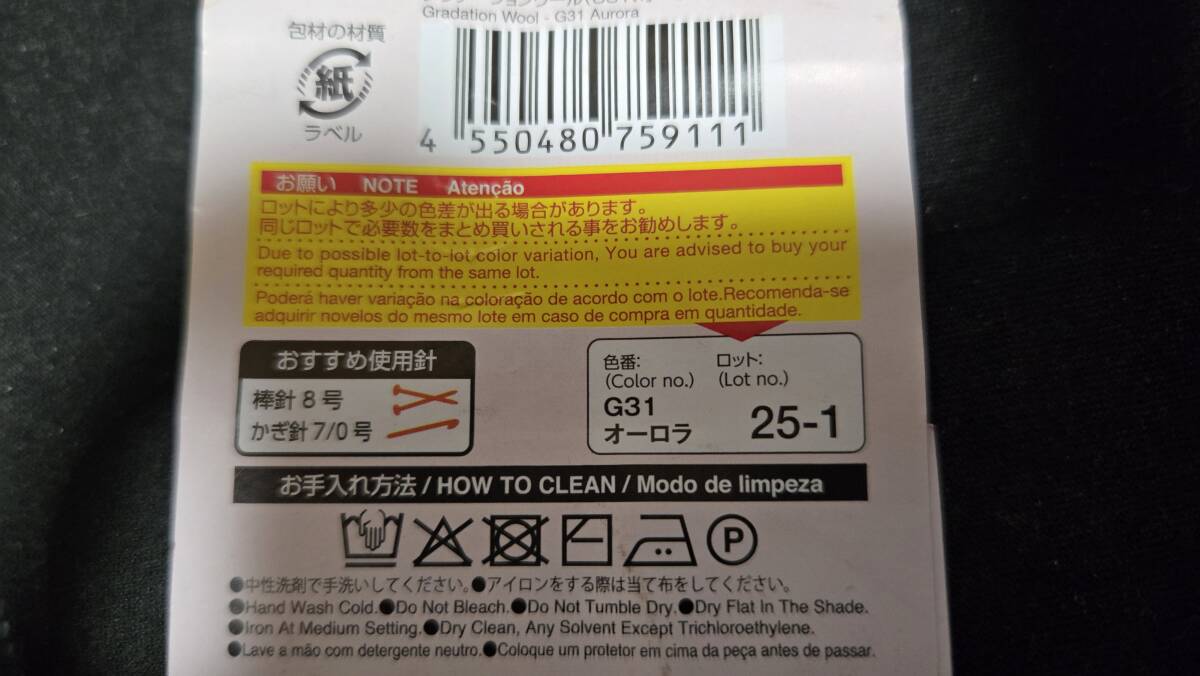 Gradation Wool - G31 Aurora
包材の材質
紙
ラベル
4 550480 759111
お願い NOTE Atenção
ロットにより多少の色差が出る場合があります。
同じロットで必要数をまとめ買いされる事をお勧めします。
Due to possible lot-to-lot color variation, You are advised to buy your
required quantity from the same lot.
Poderá haver variação na coloração de acordo com o lote.Recomenda-se
adquirir novelos do mesmo lote em caso de compra em quantidade.
おすすめ使用針
棒針8号
かぎ針7/0号
色番: ロット:
(Color no.) (Lot no.)
G31
オーロラ
25-1
お手入れ方法 / HOW TO CLEAN / Modo de limpeza
P
●中性洗剤で手洗いしてください。●アイロンをする際は当て布をしてください。
●Hand Wash Cold.●Do Not Bleach.●Do Not Tumble Dry.●Dry Flat In The Shade.
●Iron At Medium Setting.●Dry Clean, Any Solvent Except Trichloroethylene.
●Lave a mão com detergente neutro.●Coloque um protetor em cima da peça antes de passar.